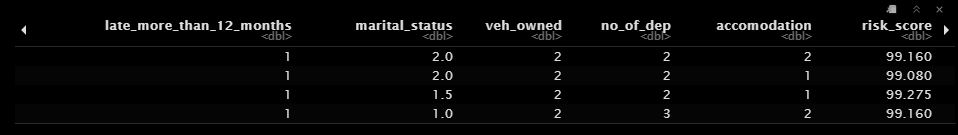 late_more_than_12_months marital_status veh_owned no_of_dep accomodation risk_score
<dbl> <dbl> <dbl> <dbl> <dbl> <dbl>
1 2.0 2 2 2 99.160
1 2.0 2 2 1 99.080
1 1.5 2 2 1 99.275
1 1.0 2 3 2 99.160